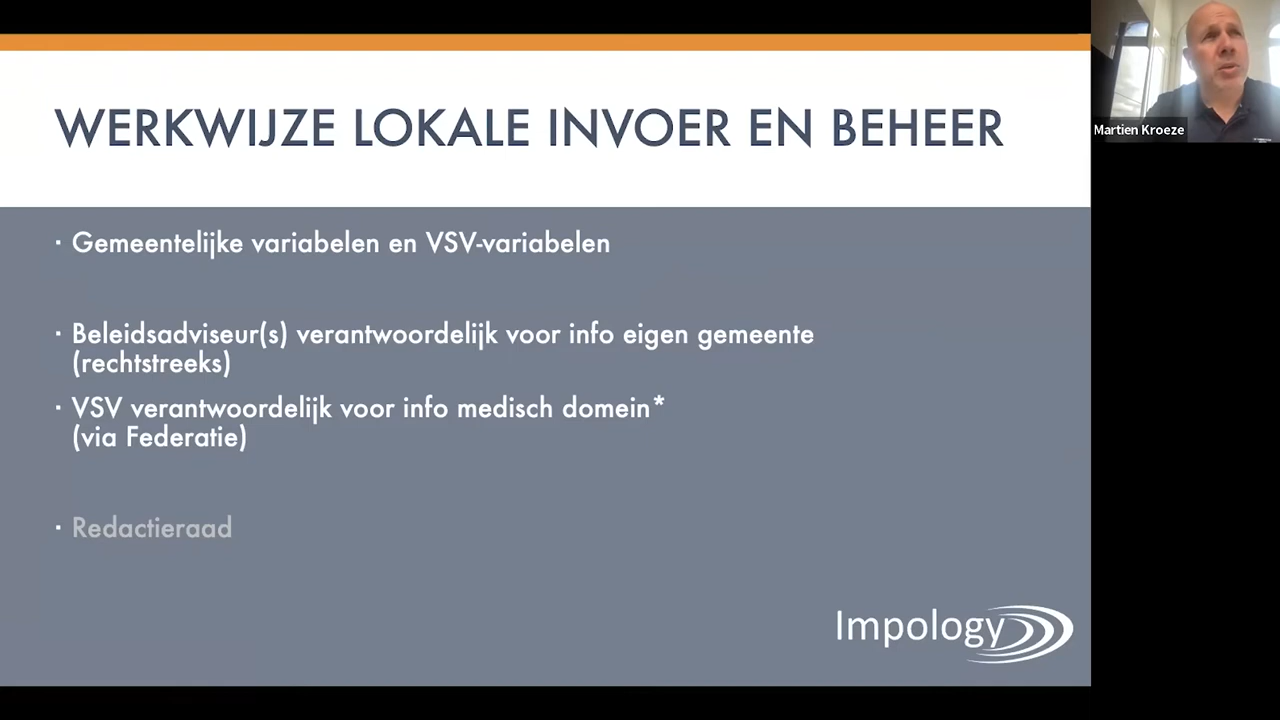 WERKWIJZE LOKALE INVOER EN BEHEER
Martien Kroeze
· Gemeentelijke variabelen en VSV-variabelen
· Beleidsadviseur(s) verantwoordelijk voor info eigen gemeente
(rechtstreeks)
· VSV verantwoordelijk voor info medisch domein*
(via Federatie)
· Redactieraad
Impology